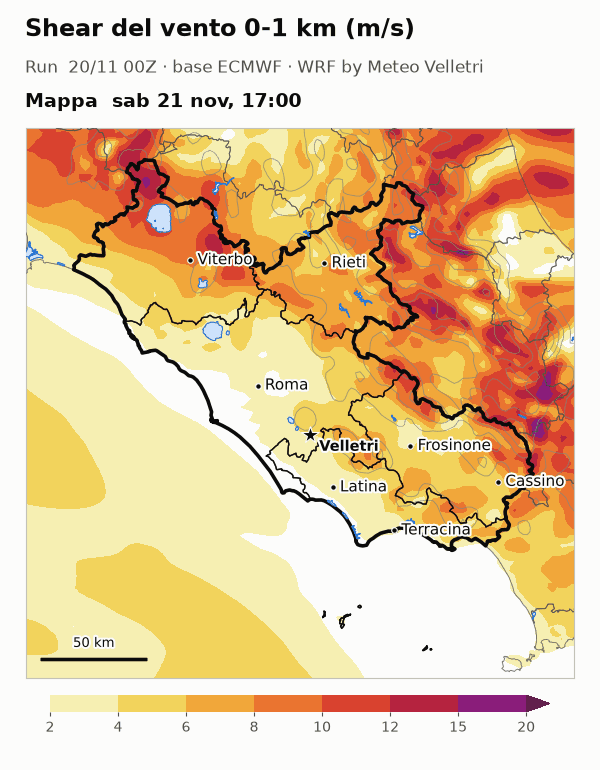 Shear del vento 0-1 km (m/s)
Run  20/11 00Z · base ECMWF · WRF by Meteo Velletri
Mappa  sab 21 nov, 17:00
Viterbo
Rieti
Roma
Velletri
Frosinone
Latina
Cassino
Terracina
50 km
2 4 6 8 10 12 15 20